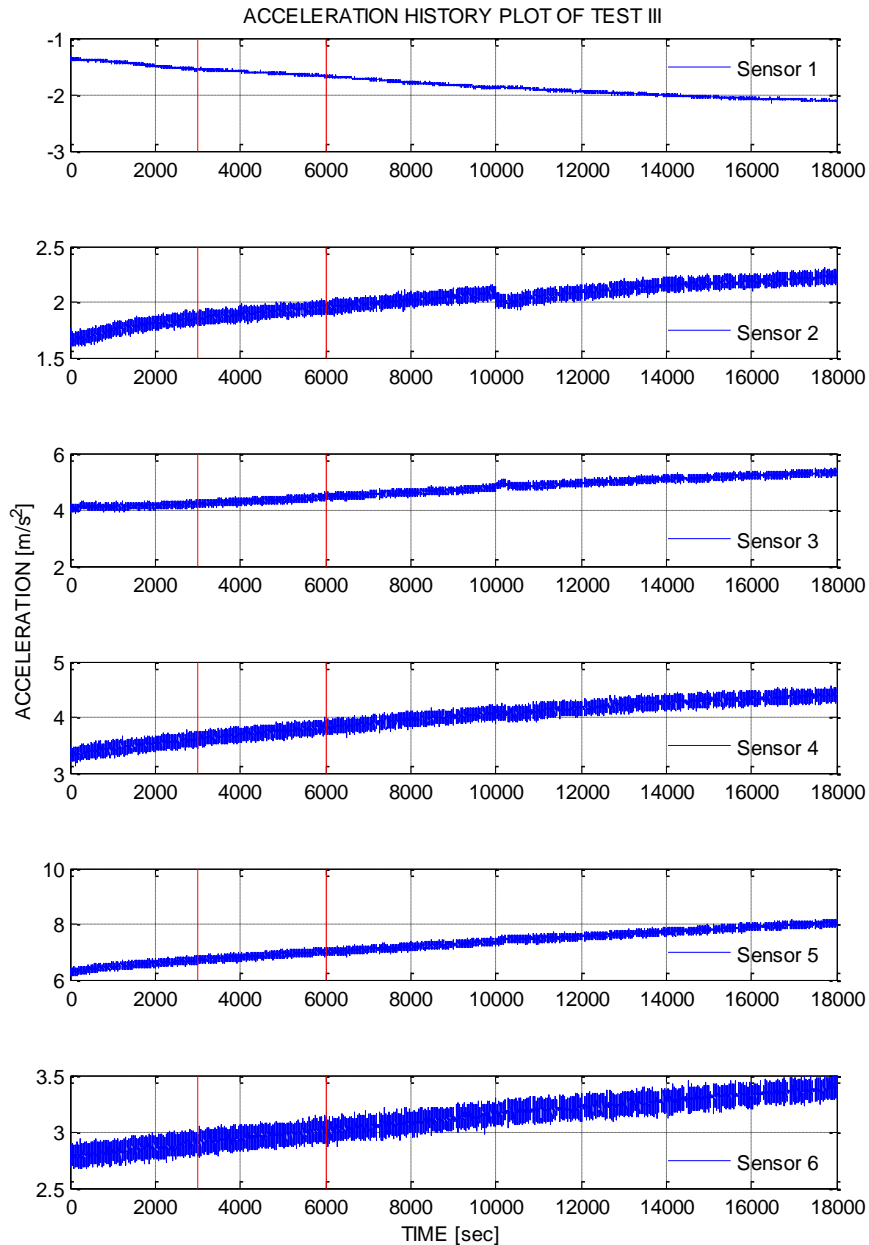 ACCELERATION HISTORY PLOT OF TEST III
-1
-2
-3
Sensor 1
0 2000 4000 6000 8000 10000 12000 14000 16000 18000
2.5
2
1.5
Sensor 2
0 2000 4000 6000 8000 10000 12000 14000 16000 18000
6
4
2
Sensor 3
0 2000 4000 6000 8000 10000 12000 14000 16000 18000
ACCELERATION [m/s²]
5
4
3
Sensor 4
0 2000 4000 6000 8000 10000 12000 14000 16000 18000
10
8
6
Sensor 5
0 2000 4000 6000 8000 10000 12000 14000 16000 18000
3.5
3
2.5
Sensor 6
0 2000 4000 6000 8000 10000 12000 14000 16000 18000
TIME [sec]